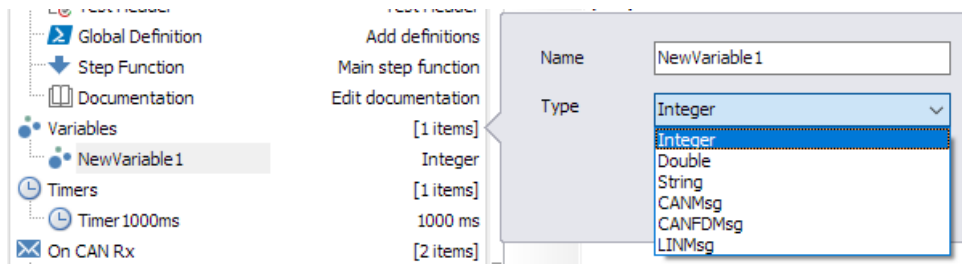 Global Definition Add definitions
Step Function Main step function
Documentation Edit documentation
Variables [1 items]
NewVariable1 Integer
Timers [1 items]
Timer1000ms 1000 ms
On CAN Rx [2 items]
Name NewVariable1
Type Integer
Integer
Double
String
CANMsg
CANFDMsg
LINMsg